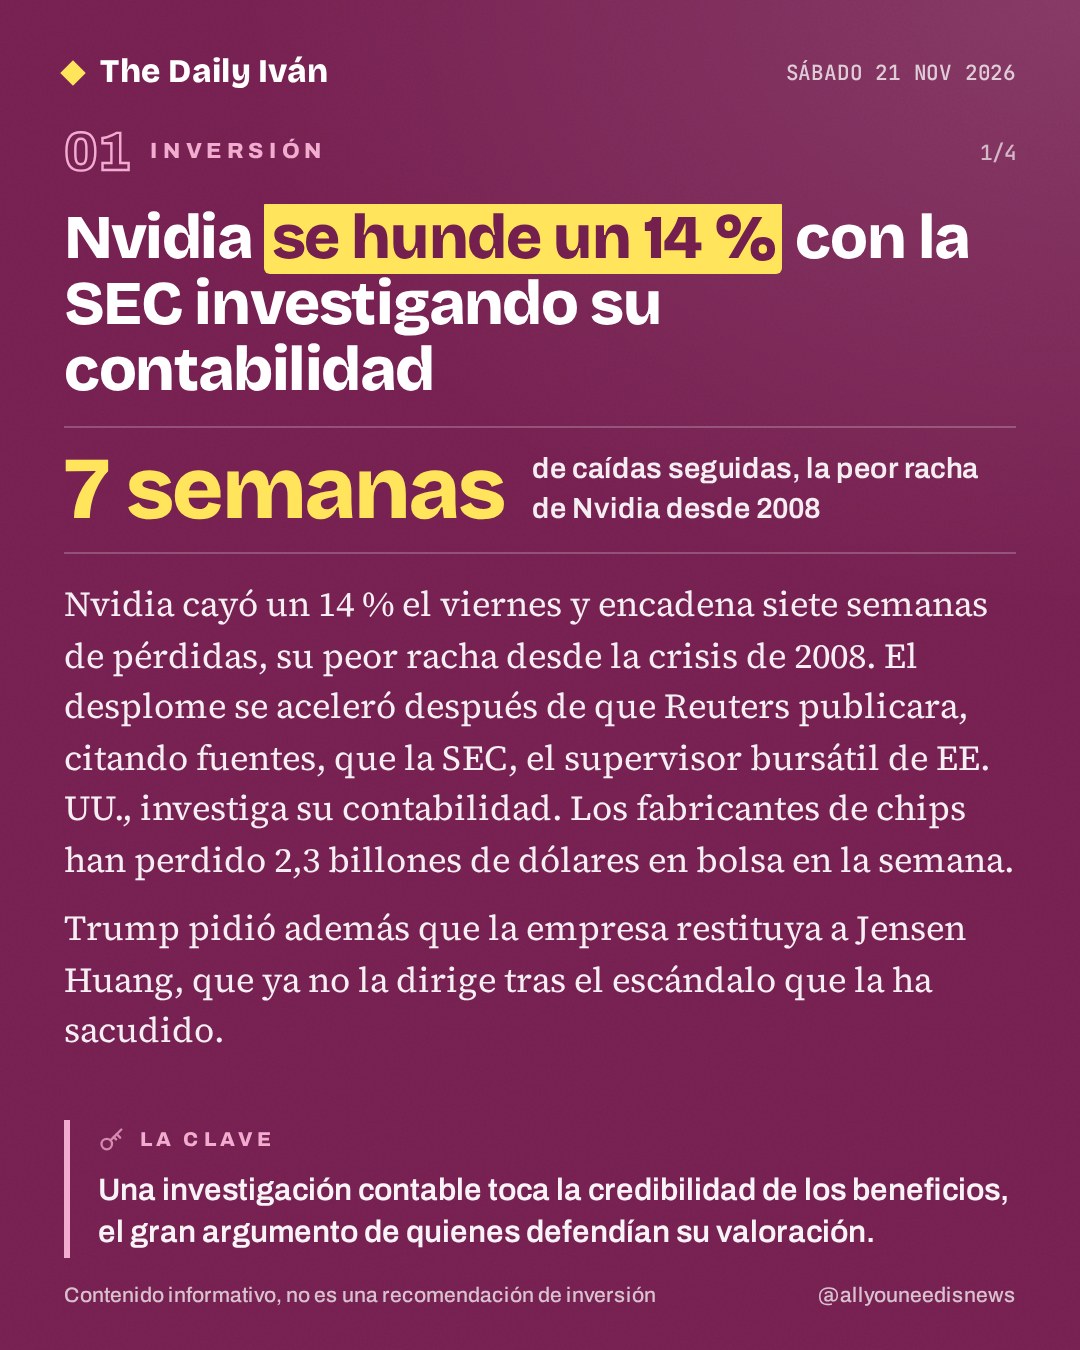 The Daily Iván
SÁBADO 21 NOV 2026
01 INVERSIÓN
1/4
Nvidia se hunde un 14 % con la
SEC investigando su
contabilidad
7 semanas
de caídas seguidas, la peor racha
de Nvidia desde 2008
Nvidia cayó un 14 % el viernes y encadena siete semanas
de pérdidas, su peor racha desde la crisis de 2008. El
desplome se aceleró después de que Reuters publicara,
citando fuentes, que la SEC, el supervisor bursátil de EE.
UU., investiga su contabilidad. Los fabricantes de chips
han perdido 2,3 billones de dólares en bolsa en la semana.
Trump pidió además que la empresa restituya a Jensen
Huang, que ya no la dirige tras el escándalo que la ha
sacudido.
LA CLAVE
Una investigación contable toca la credibilidad de los beneficios,
el gran argumento de quienes defendían su valoración.
Contenido informativo, no es una recomendación de inversión
@allyouneedisnews